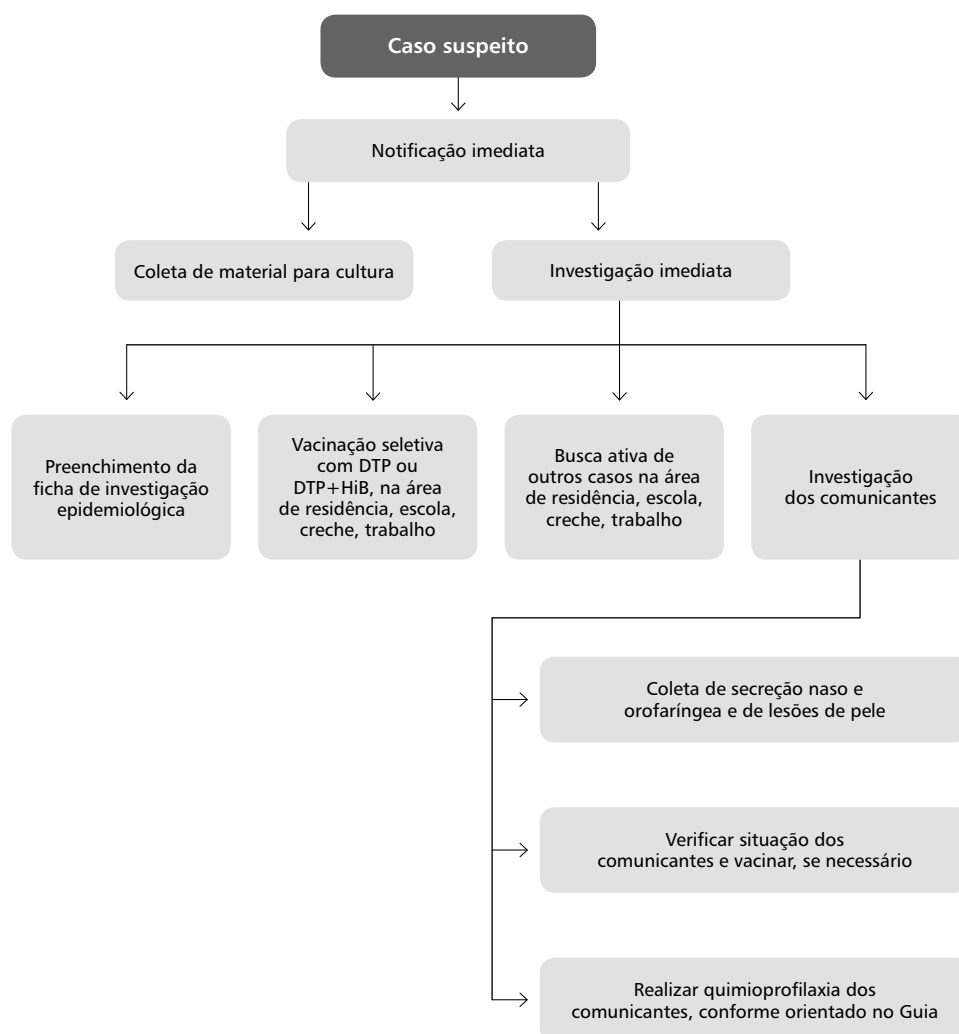 Caso suspeito
Notificação imediata
Coleta de material para cultura
Investigação imediata
Preenchimento da
ficha de investigação
epidemiológica
Vacinação seletiva
com DTP ou
DTP+HiB, na área
de residência, escola,
creche, trabalho
Busca ativa de
outros casos na área
de residência, escola,
creche, trabalho
Investigação
dos comunicantes
Coleta de secreção naso e
orofaríngea e de lesões de pele
Verificar situação dos
comunicantes e vacinar, se necessário
Realizar quimioprofilaxia dos
comunicantes, conforme orientado no Guia